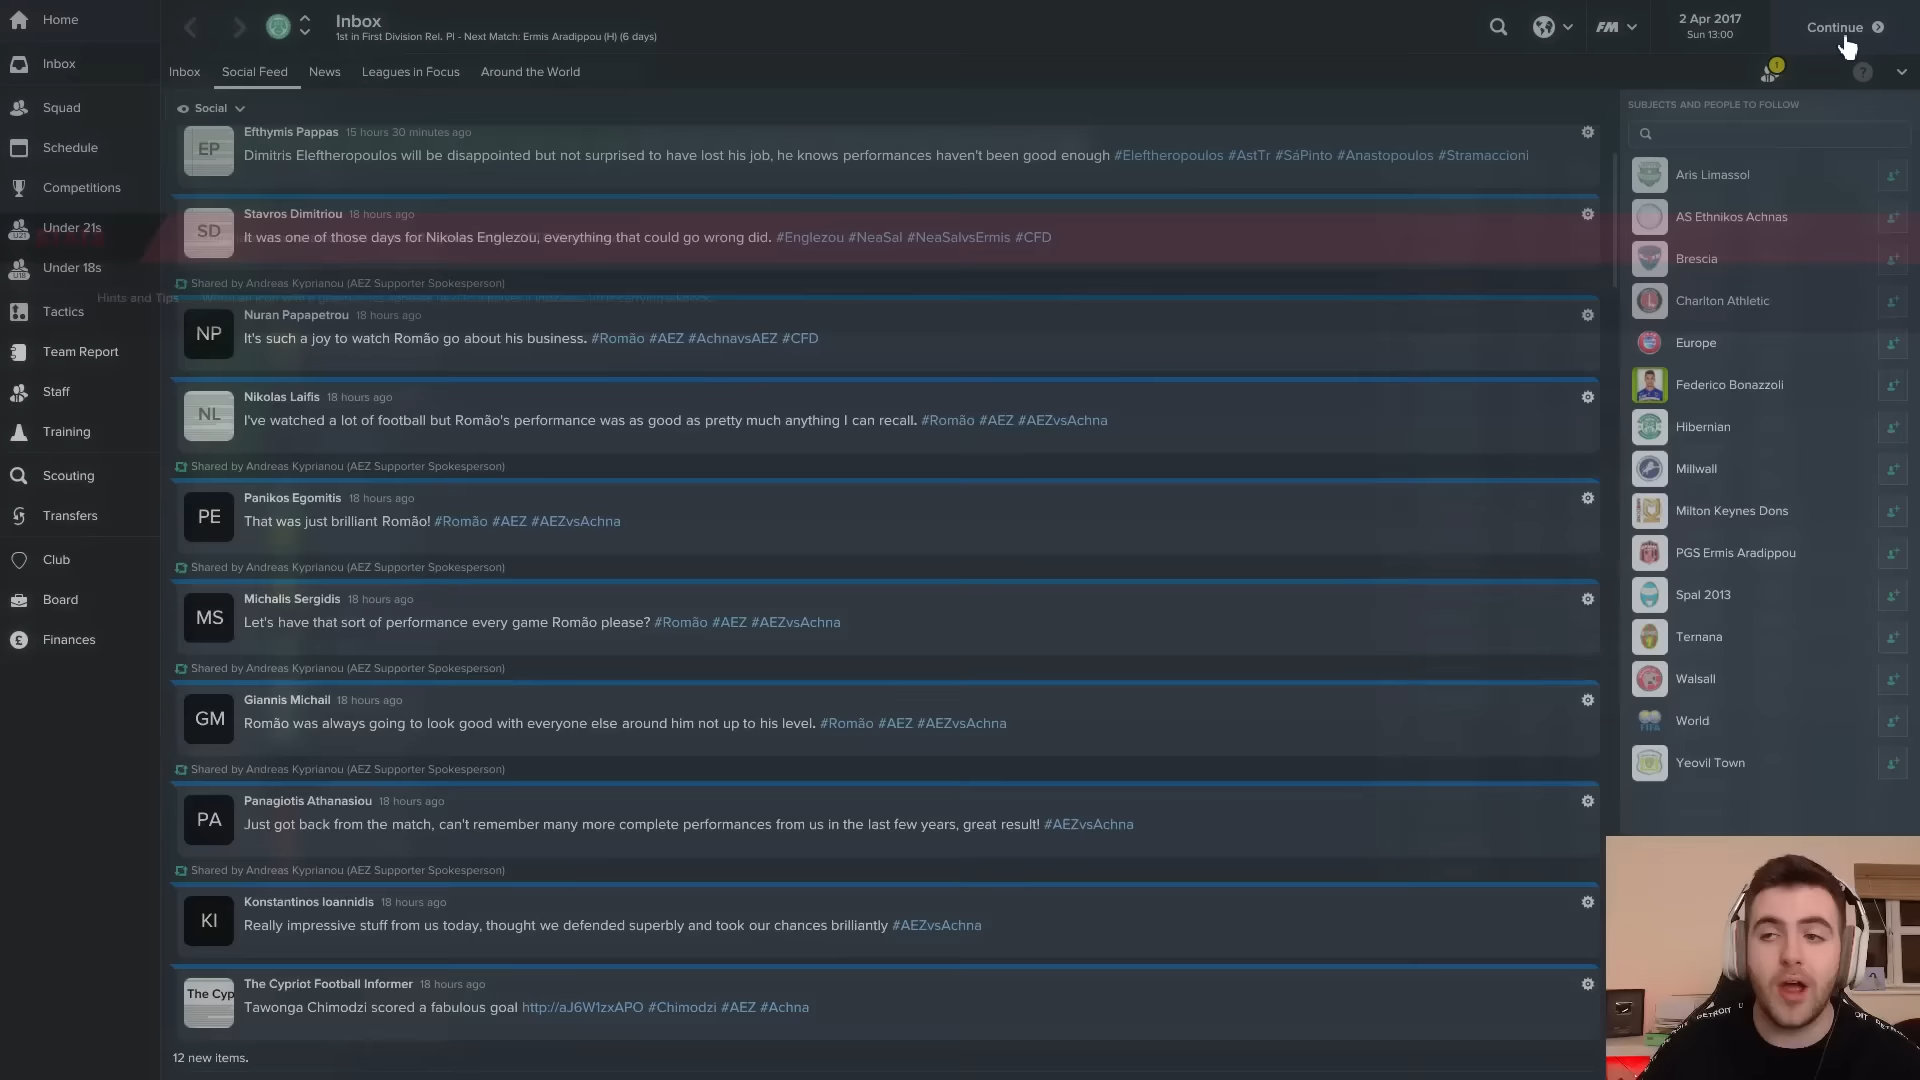 Home
Inbox
Squad
Schedule
Competitions
Under 21s
Under 18s
Tactics
Team Report
Staff
Training
Scouting
Transfers
Club
Board
Finances
Inbox
1st in First Division Rel. Pl - Next Match: Ermis Aradippou (H) (6 days)
FM
2 Apr 2017
Sun 13:00
Continue
Inbox
Social Feed
News
Leagues in Focus
Around the World
1
?
Social
EP
Efthymis Pappas 15 hours 30 minutes ago
Dimitris Eleftheropoulos will be disappointed but not surprised to have lost his job, he knows performances haven't been good enough #Eleftheropoulos #AstTr #SáPinto #Anastopoulos #Stramaccioni
SD
Stavros Dimitriou 18 hours ago
It was one of those days for Nikolas Englezou, everything that could go wrong did. #Englezou #NeaSal #NeaSalvsErmis #CFD
Shared by Andreas Kyprianou (AEZ Supporter Spokesperson)
Hints and Tips
NP
Nuran Papapetrou 18 hours ago
It's such a joy to watch Romão go about his business. #Romão #AEZ #AchnavsAEZ #CFD
NL
Nikolas Laifis 18 hours ago
I've watched a lot of football but Romão's performance was as good as pretty much anything I can recall. #Romão #AEZ #AEZvsAchna
Shared by Andreas Kyprianou (AEZ Supporter Spokesperson)
PE
Panikos Egomitis 18 hours ago
That was just brilliant Romão! #Romão #AEZ #AEZvsAchna
Shared by Andreas Kyprianou (AEZ Supporter Spokesperson)
MS
Michalis Sergidis 18 hours ago
Let's have that sort of performance every game Romão please? #Romão #AEZ #AEZvsAchna
Shared by Andreas Kyprianou (AEZ Supporter Spokesperson)
GM
Giannis Michail 18 hours ago
Romão was always going to look good with everyone else around him not up to his level. #Romão #AEZ #AEZvsAchna
Shared by Andreas Kyprianou (AEZ Supporter Spokesperson)
PA
Panagiotis Athanasiou 18 hours ago
Just got back from the match, can't remember many more complete performances from us in the last few years, great result! #AEZvsAchna
Shared by Andreas Kyprianou (AEZ Supporter Spokesperson)
KI
Konstantinos Ioannidis 18 hours ago
Really impressive stuff from us today, thought we defended superbly and took our chances brilliantly #AEZvsAchna
The Cyp
The Cypriot Football Informer 18 hours ago
Tawonga Chimodzi scored a fabulous goal http://aJ6W1zxAPO #Chimodzi #AEZ #Achna
12 new items.
SUBJECTS AND PEOPLE TO FOLLOW
Aris Limassol
AS Ethnikos Achnas
Brescia
Charlton Athletic
Europe
Federico Bonazzoli
Hibernian
Millwall
Milton Keynes Dons
PGS Ermis Aradippou
Spal 2013
Ternana
Walsall
World
Yeovil Town
DETROIT